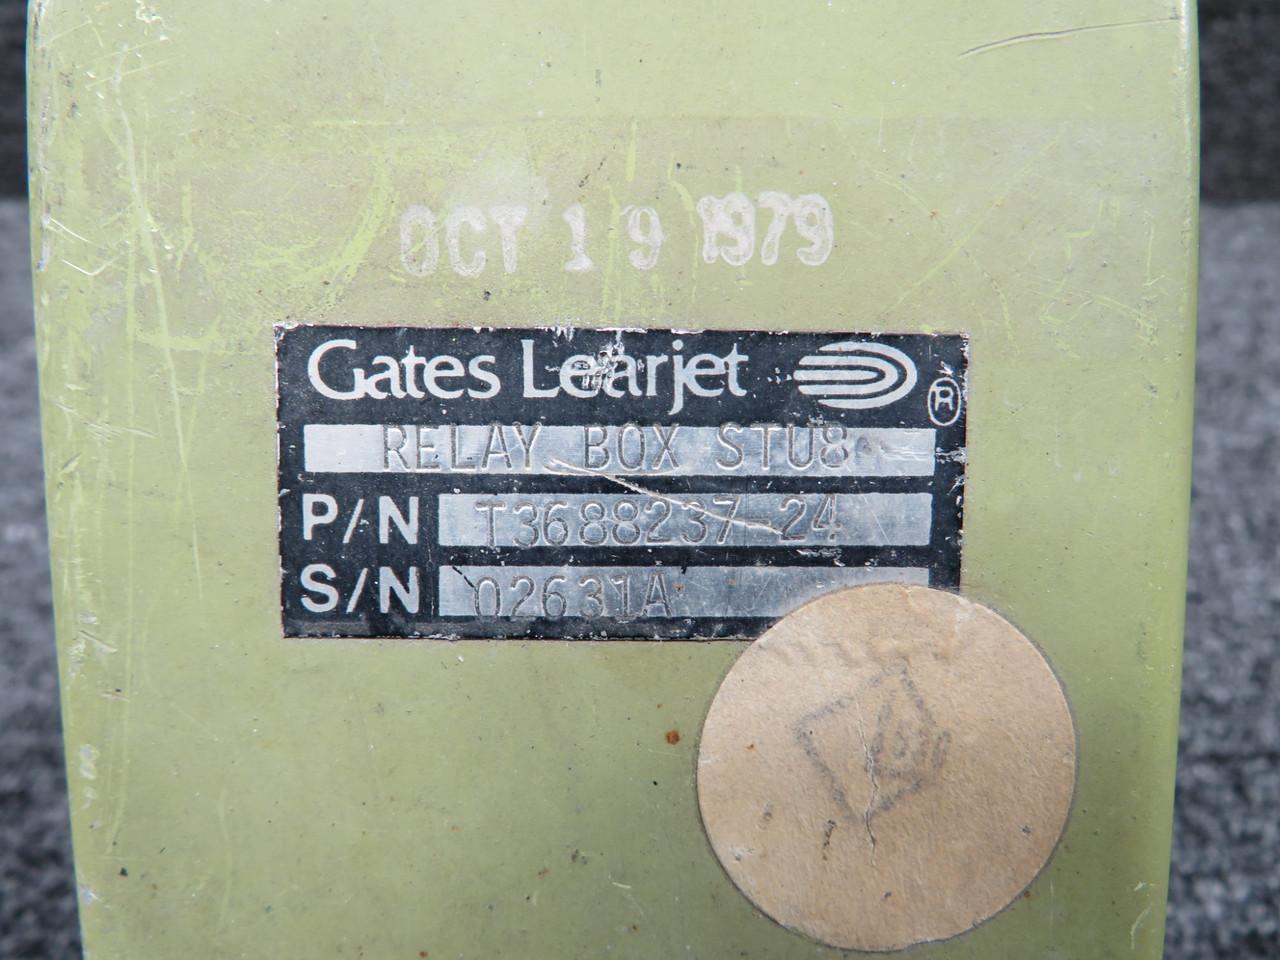 OCT 19 1979
Gates Learjet ®
RELAY BOX STU8
P/N T3688237-24
S/N 02631A